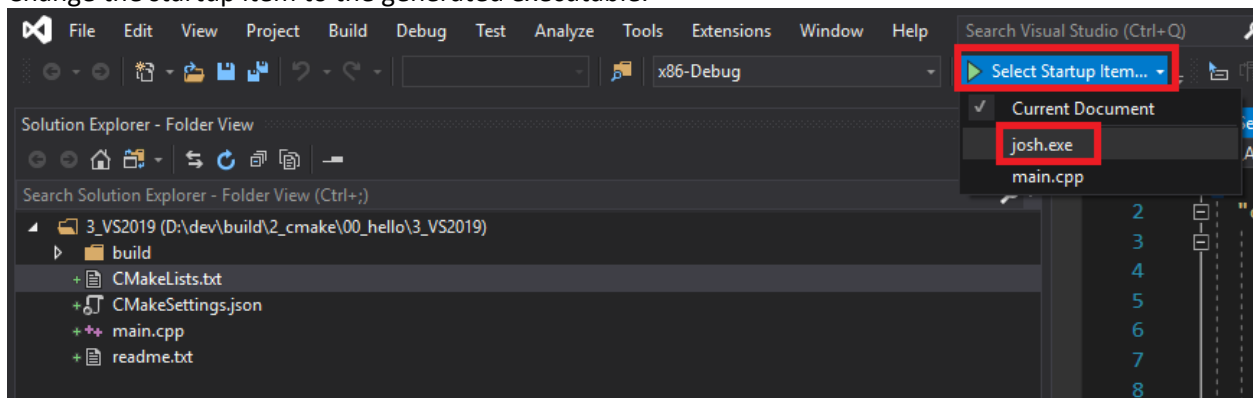 Change the startup item to the generated executable.
File Edit View Project Build Debug Test Analyze Tools Extensions Window Help Search Visual Studio (Ctrl+Q)
x86-Debug Select Startup Item...
Current Document
josh.exe
main.cpp
Solution Explorer - Folder View
Search Solution Explorer - Folder View (Ctrl+;)
3_VS2019 (D:\dev\build\2_cmake\00_hello\3_VS2019)
build
CMakeLists.txt
CMakeSettings.json
main.cpp
readme.txt
2
3
4
5
6
7
8